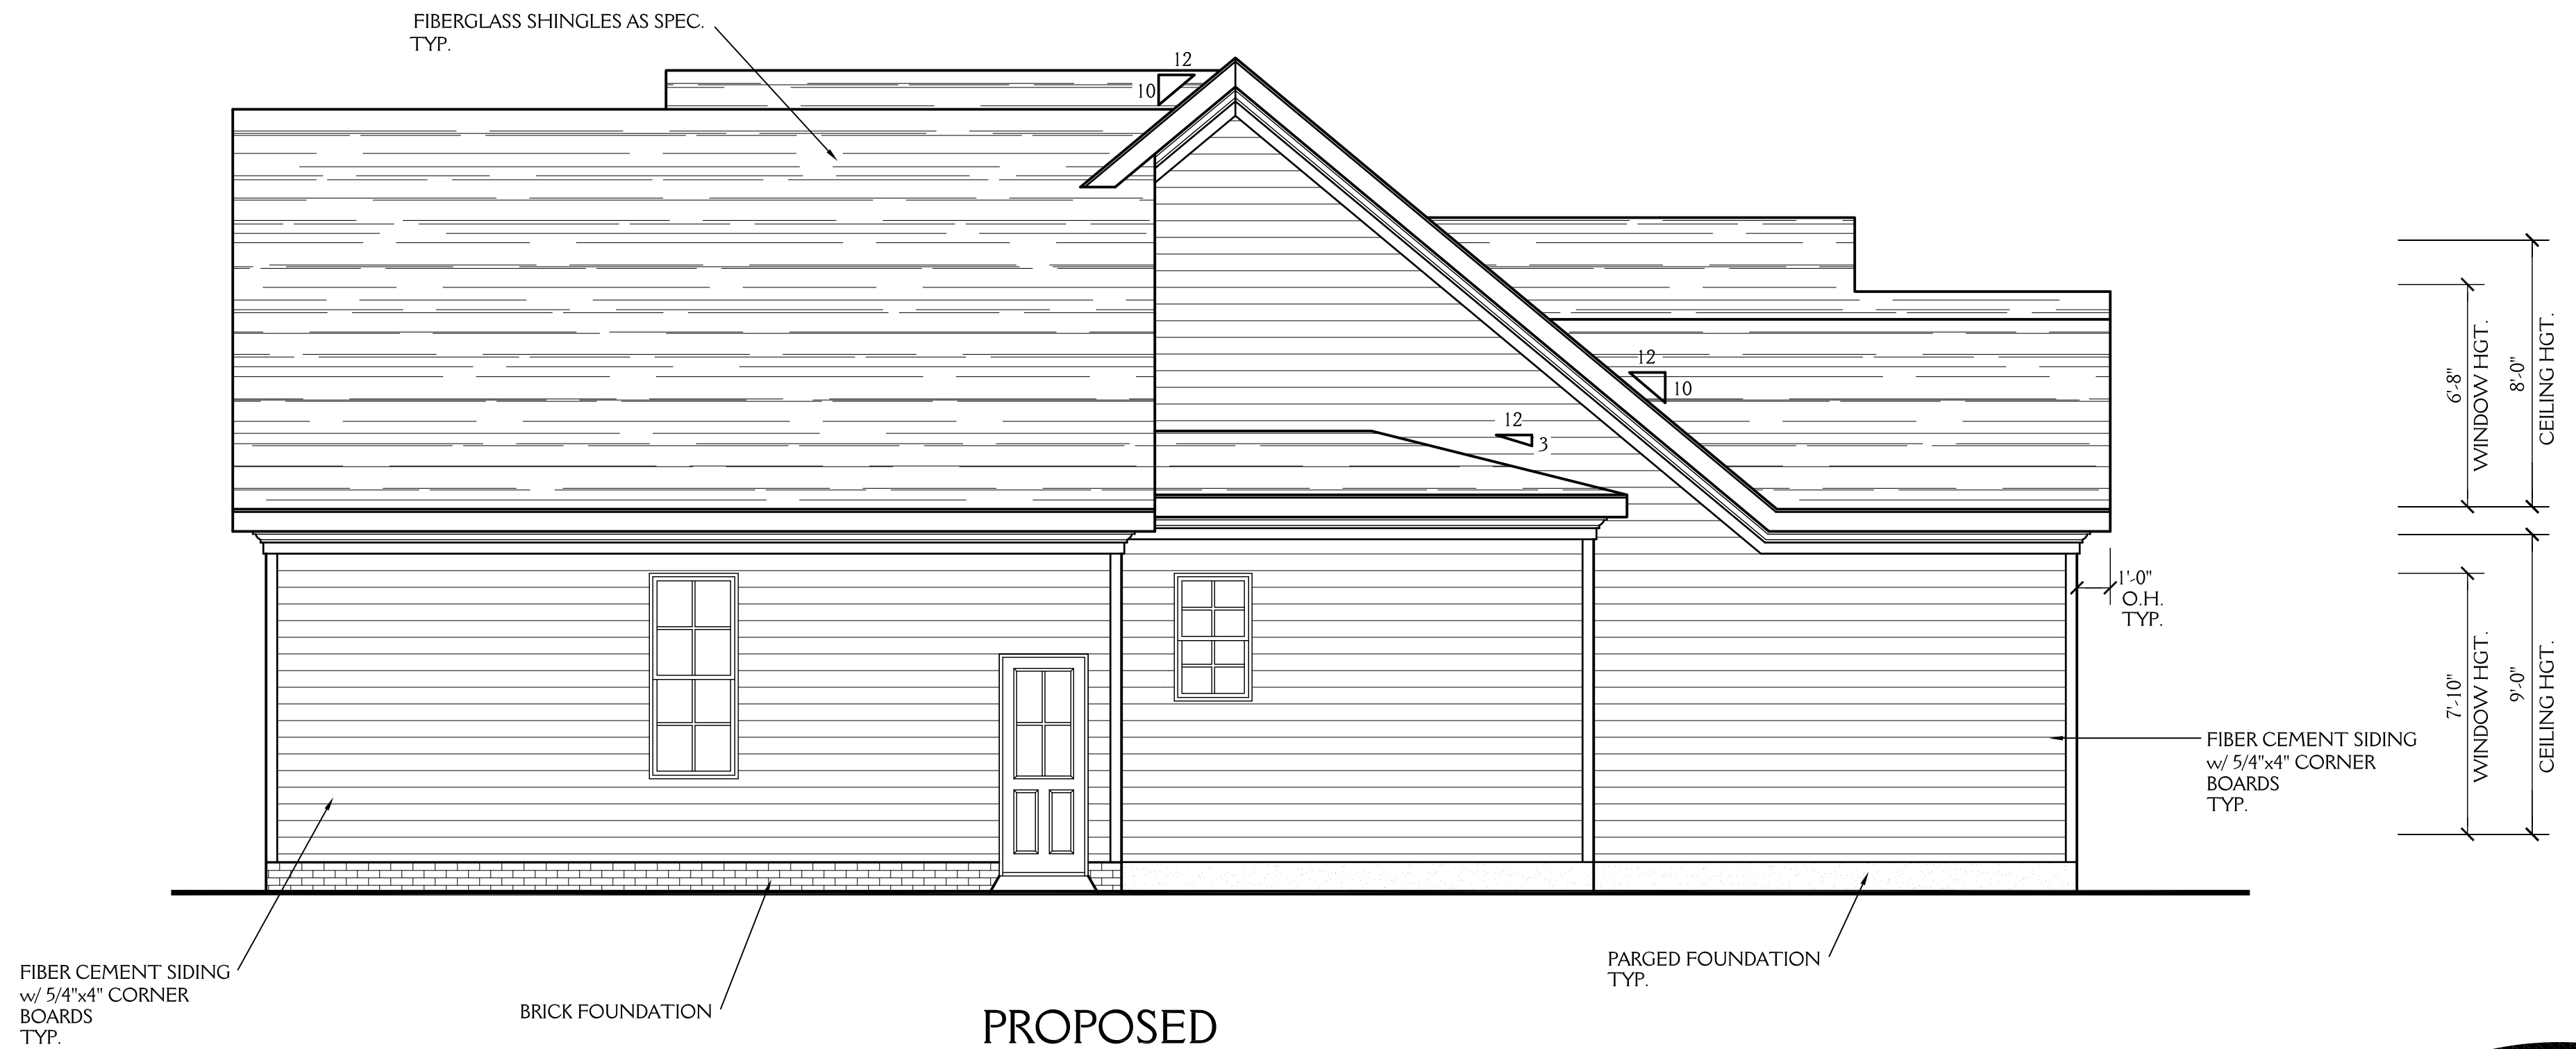 FIBERGLASS SHINGLES AS SPEC.
TYP.
12
10
12
10
12
3
6'-8"
WINDOW HGT.
8'-0"
CEILING HGT.
1'-0"
O.H.
TYP.
7'-10"
WINDOW HGT.
9'-0"
CEILING HGT.
FIBER CEMENT SIDING
w/ 5/4"x4" CORNER
BOARDS
TYP.
FIBER CEMENT SIDING
w/ 5/4"x4" CORNER
BOARDS
TYP.
BRICK FOUNDATION
PARGED FOUNDATION
TYP.
PROPOSED